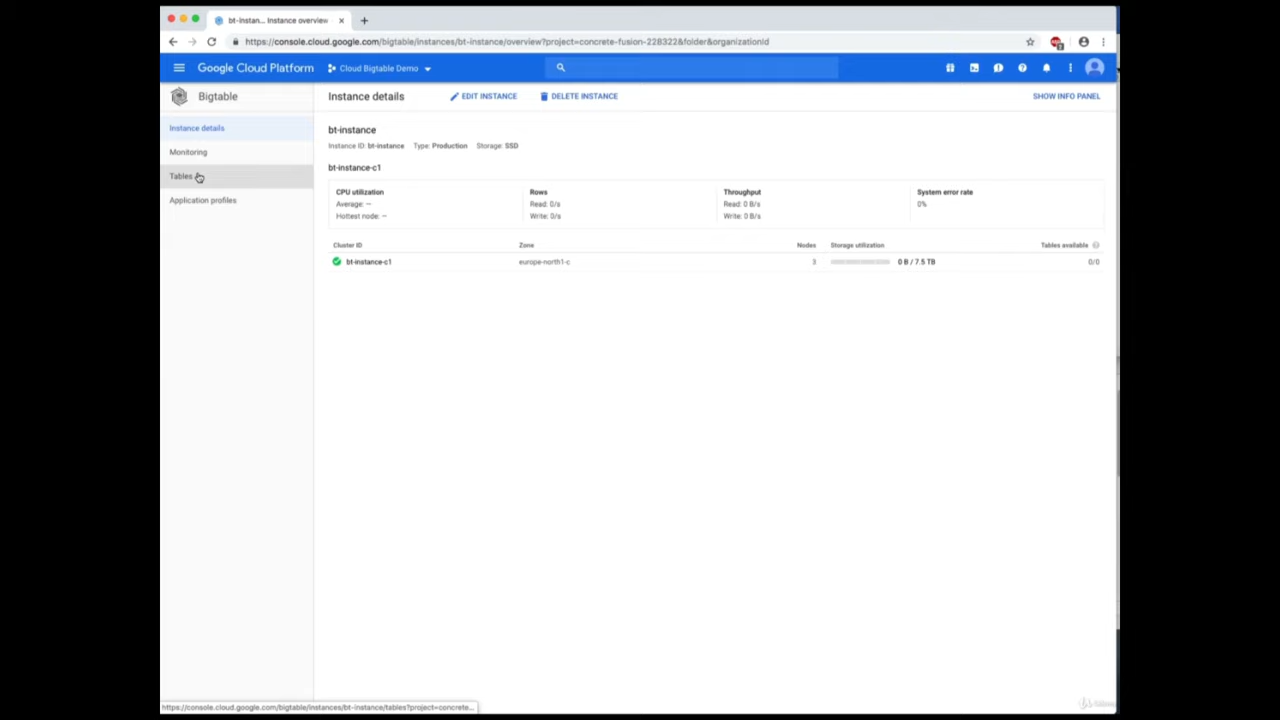 bt-instan... Instance overview
https://console.cloud.google.com/bigtable/instances/bt-instance/overview?project=concrete-fusion-228322&folder&organizationId
Google Cloud Platform Cloud Bigtable Demo
Bigtable
Instance details EDIT INSTANCE DELETE INSTANCE SHOW INFO PANEL
Instance details
Monitoring
Tables
Application profiles
bt-instance
Instance ID: bt-instance Type: Production Storage: SSD
bt-instance-c1
CPU utilization
Average: —
Hottest node: —
Rows
Read: 0/s
Write: 0/s
Throughput
Read: 0 B/s
Write: 0 B/s
System error rate
0%
Cluster ID Zone Nodes Storage utilization Tables available
bt-instance-c1 europe-north1-c 3 0 B / 7.5 TB 0/0
https://console.cloud.google.com/bigtable/instances/bt-instance/tables?project=concrete...